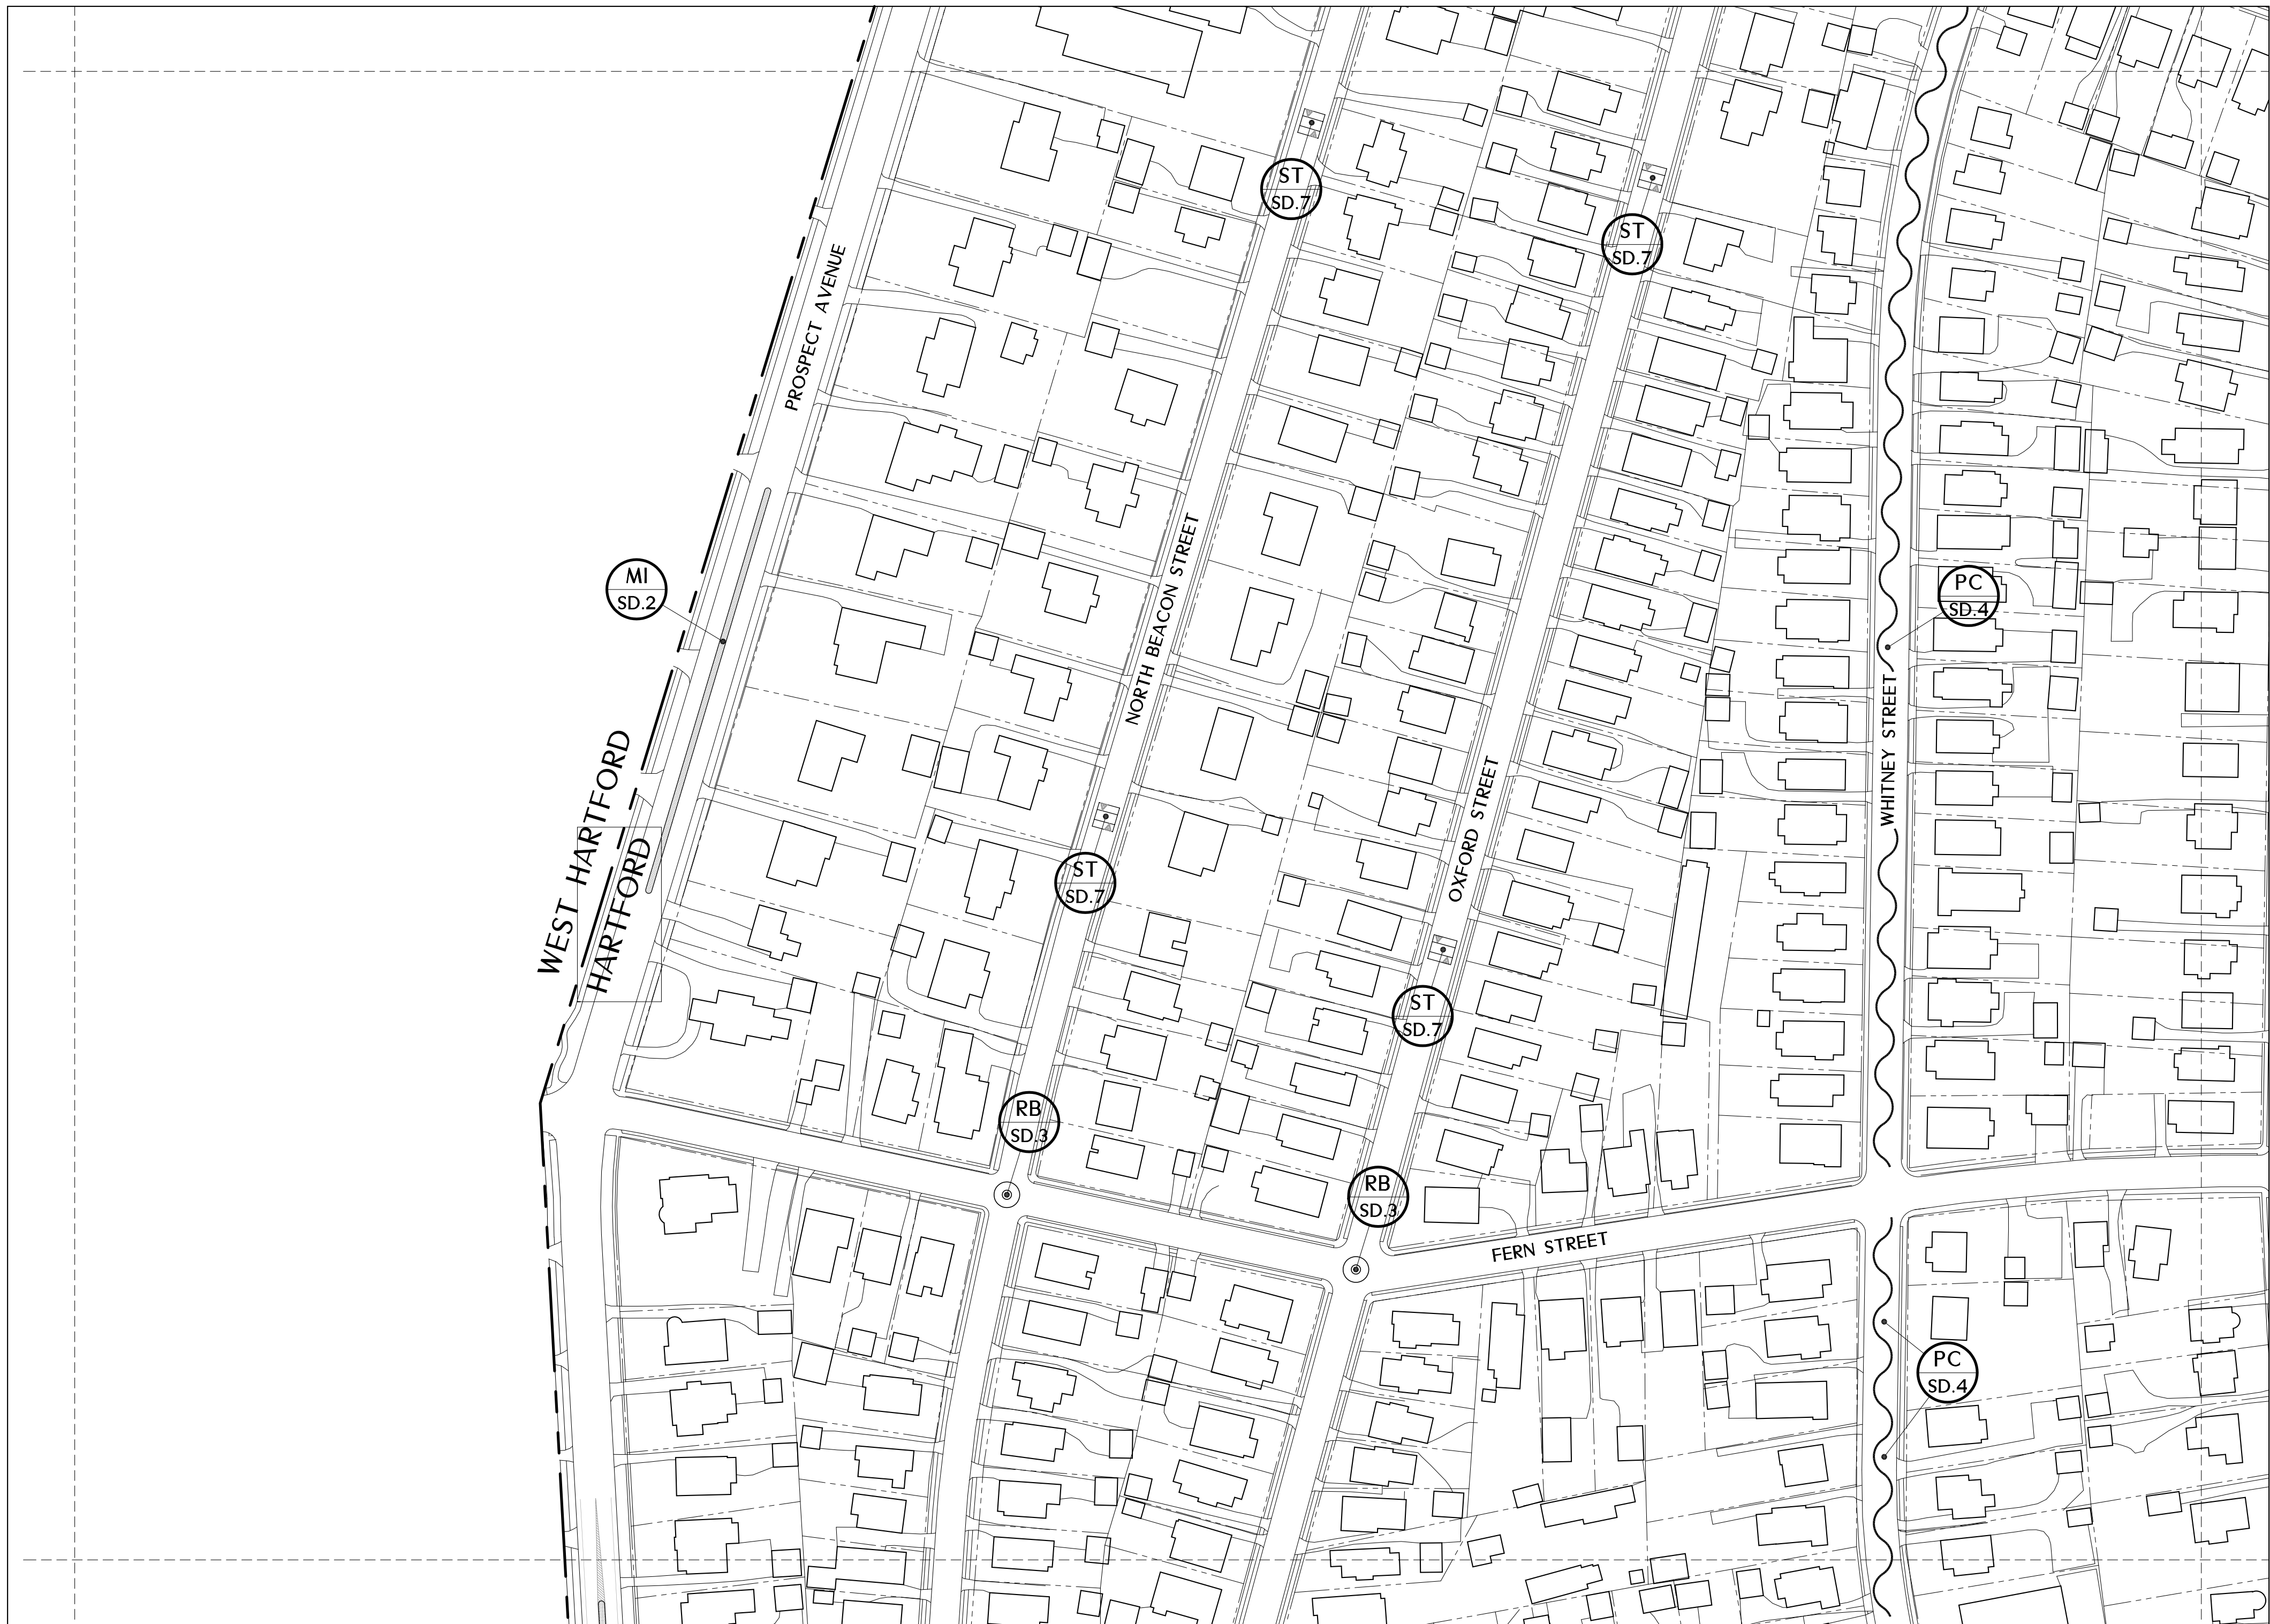 ST
SD.7
ST
SD.7
PROSPECT AVENUE
MI
SD.2
PC
SD.4
NORTH BEACON STREET
WHITNEY STREET
WEST HARTFORD
HARTFORD
OXFORD STREET
ST
SD.7
ST
SD.7
RB
SD.3
RB
SD.3
FERN STREET
PC
SD.4